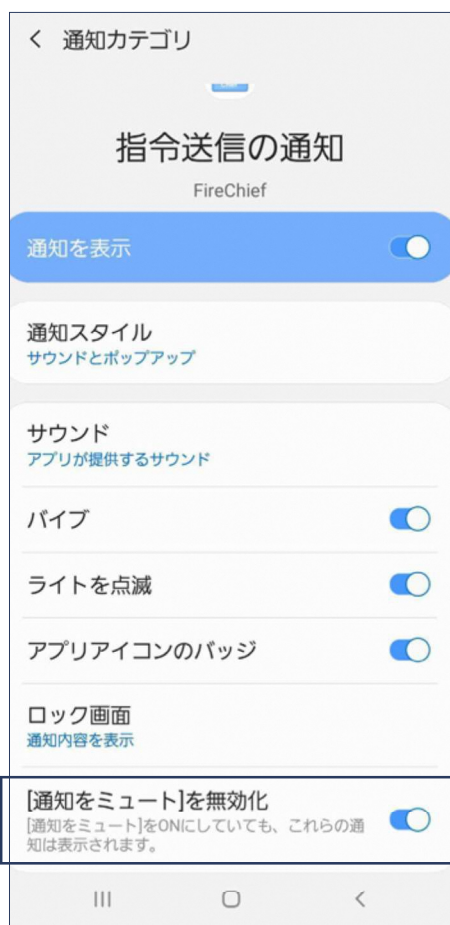 通知カテゴリ
指令送信の通知
FireChief
通知を表示
通知スタイル
サウンドとポップアップ
サウンド
アプリが提供するサウンド
バイブ
ライトを点滅
アプリアイコンのバッジ
ロック画面
通知内容を表示
[通知をミュート]を無効化
[通知をミュート]をONにしていても、これらの通
知は表示されます。